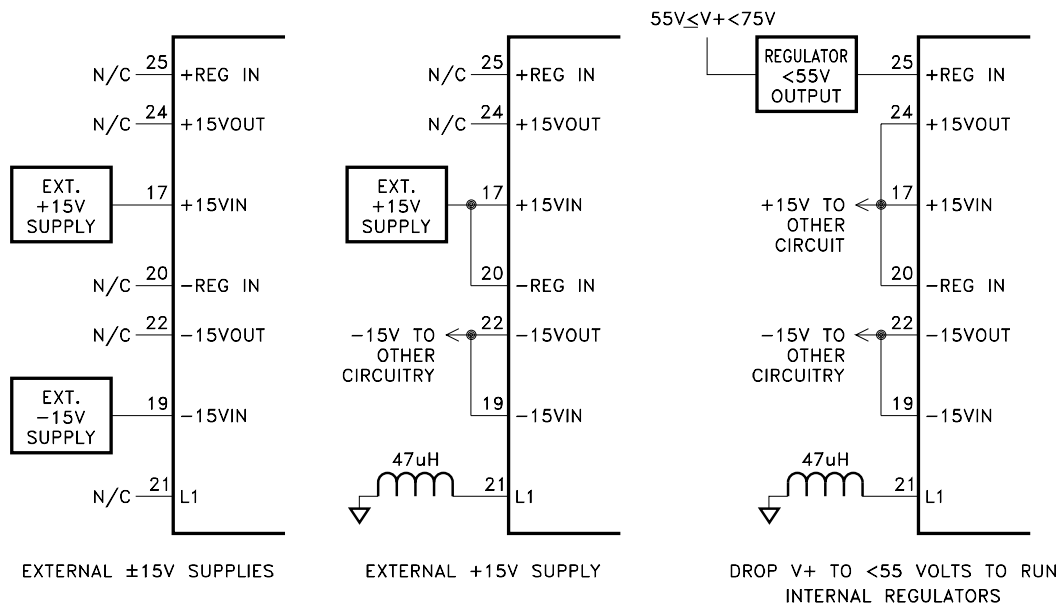 55V≤V+<75V
25
N/C
+REG IN
24
N/C
+15VOUT
EXT.
+15V
SUPPLY
17
+15VIN
20
N/C
-REG IN
22
N/C
-15VOUT
EXT.
-15V
SUPPLY
19
-15VIN
21
N/C
L1
EXTERNAL ±15V SUPPLIES
25
N/C
+REG IN
24
N/C
+15VOUT
EXT.
+15V
SUPPLY
17
+15VIN
20
-REG IN
22
-15V TO
OTHER
CIRCUITRY
-15VOUT
19
-15VIN
47uH
21
L1
EXTERNAL +15V SUPPLY
REGULATOR
<55V
OUTPUT
25
+REG IN
24
+15VOUT
17
+15V TO
OTHER
CIRCUIT
+15VIN
20
-REG IN
22
-15V TO
OTHER
CIRCUITRY
-15VOUT
19
-15VIN
47uH
21
L1
DROP V+ TO <55 VOLTS TO RUN
INTERNAL REGULATORS